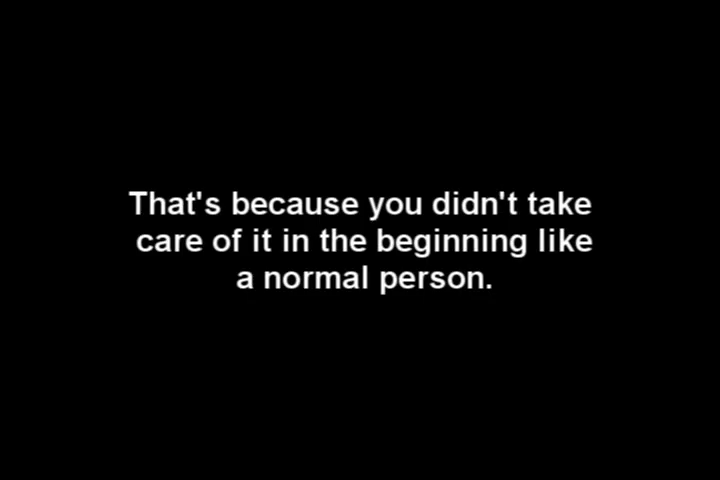 That's because you didn't take
care of it in the beginning like
a normal person.